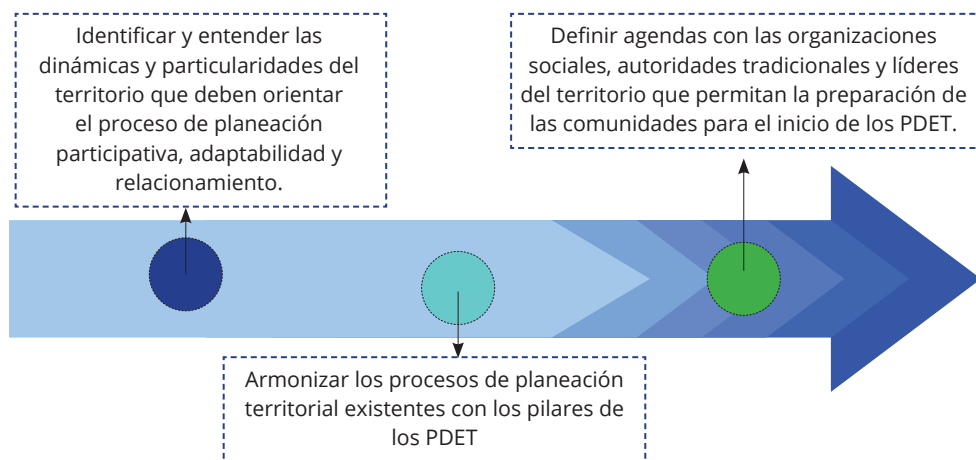 Identificar y entender las
dinámicas y particularidades del
territorio que deben orientar
el proceso de planeación
participativa, adaptabilidad y
relacionamiento.
Armonizar los procesos de planeación
territorial existentes con los pilares de
los PDET
Definir agendas con las organizaciones
sociales, autoridades tradicionales y líderes
del territorio que permitan la preparación de
las comunidades para el inicio de los PDET.